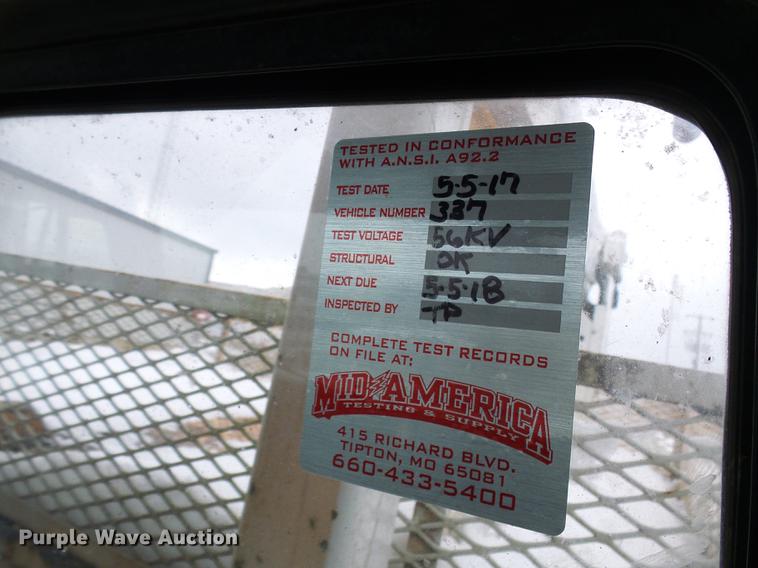 TESTED IN CONFORMANCE
WITH A.N.S.I. A92.2
TEST DATE 5-5-17
VEHICLE NUMBER 337
TEST VOLTAGE 56KV
STRUCTURAL OK
NEXT DUE 5-5-18
INSPECTED BY TP
COMPLETE TEST RECORDS
ON FILE AT:
MID AMERICA
TESTING & SUPPLY
415 RICHARD BLVD.
TIPTON, MO 65081
660-433-5400
Purple Wave Auction